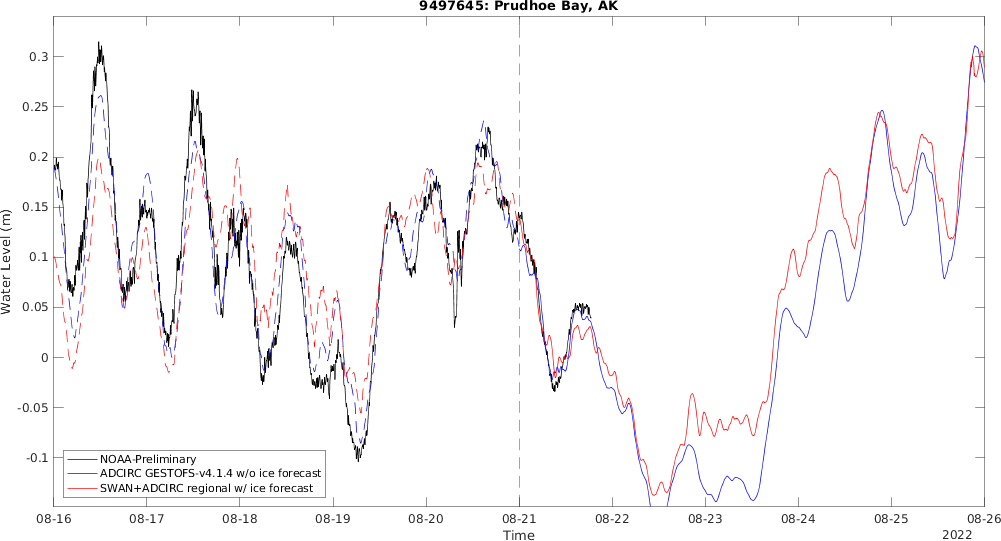 9497645: Prudhoe Bay, AK
Water Level (m)
0.3
0.25
0.2
0.15
0.1
0.05
0
-0.05
-0.1
NOAA-Preliminary
ADCIRC GESTOFS-v4.1.4 w/o ice forecast
SWAN+ADCIRC regional w/ ice forecast
08-16 08-17 08-18 08-19 08-20 08-21 08-22 08-23 08-24 08-25 08-26
Time
2022